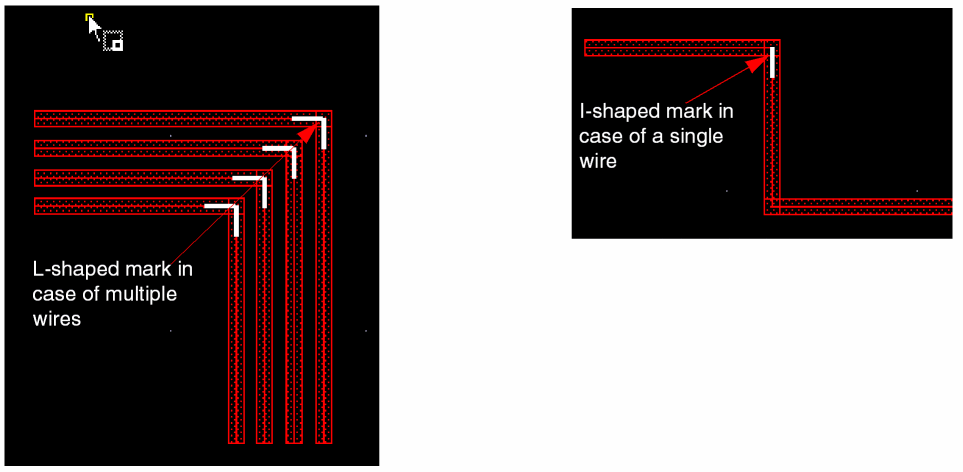 L-shaped mark in
case of multiple
wires
I-shaped mark in
case of a single
wire